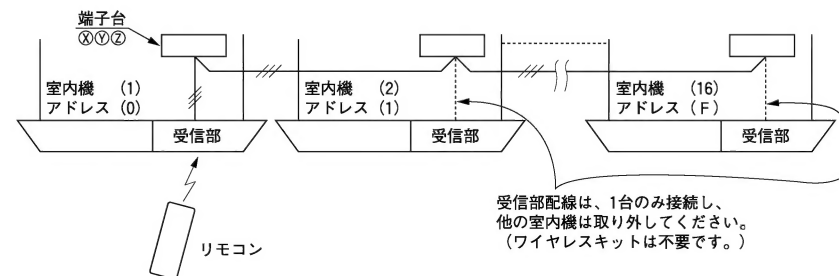 端子台
ⓍⓎⓏ
室内機 (1)
アドレス (0)
受信部
室内機 (2)
アドレス (1)
受信部
室内機 (16)
アドレス (F)
受信部
受信部配線は、1台のみ接続し、
他の室内機は取り外してください。
(ワイヤレスキットは不要です。)
リモコン